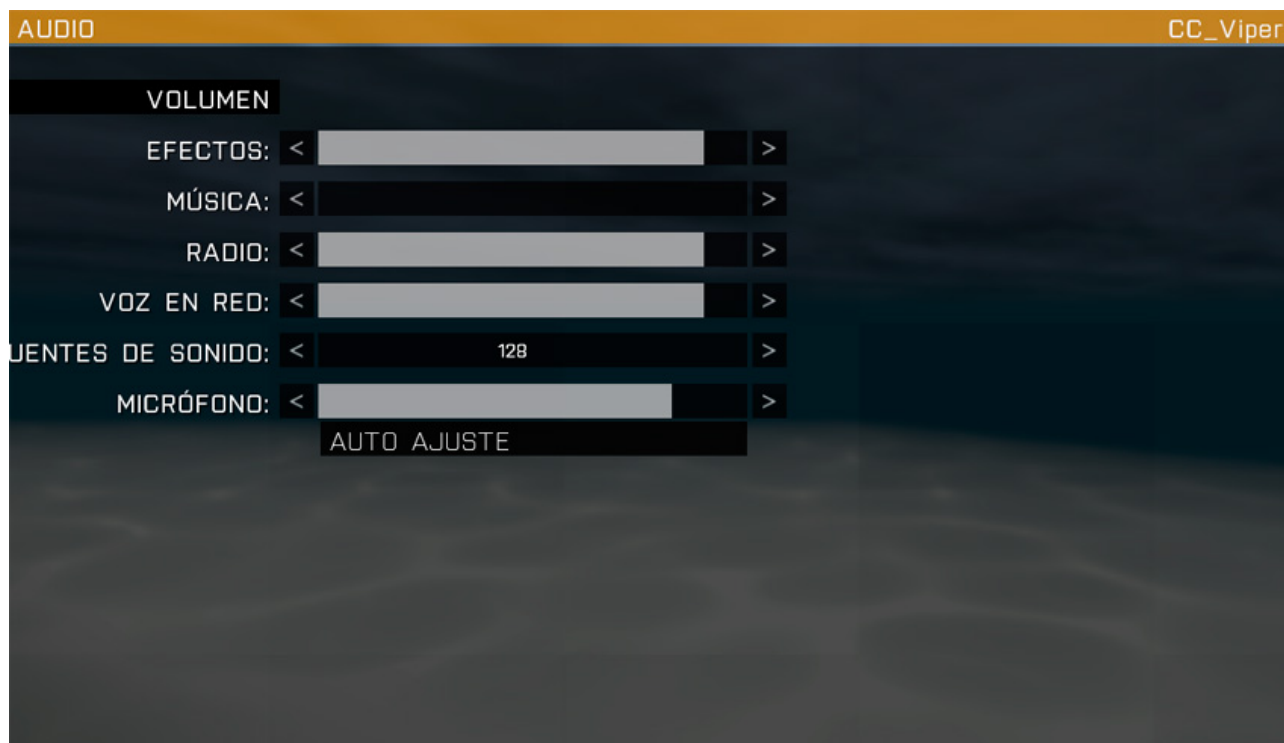 AUDIO CC_Viper
VOLUMEN
EFECTOS: < >
MÚSICA: < >
RADIO: < >
VOZ EN RED: < >
UENTES DE SONIDO: < 128 >
MICRÓFONO: < >
AUTO AJUSTE